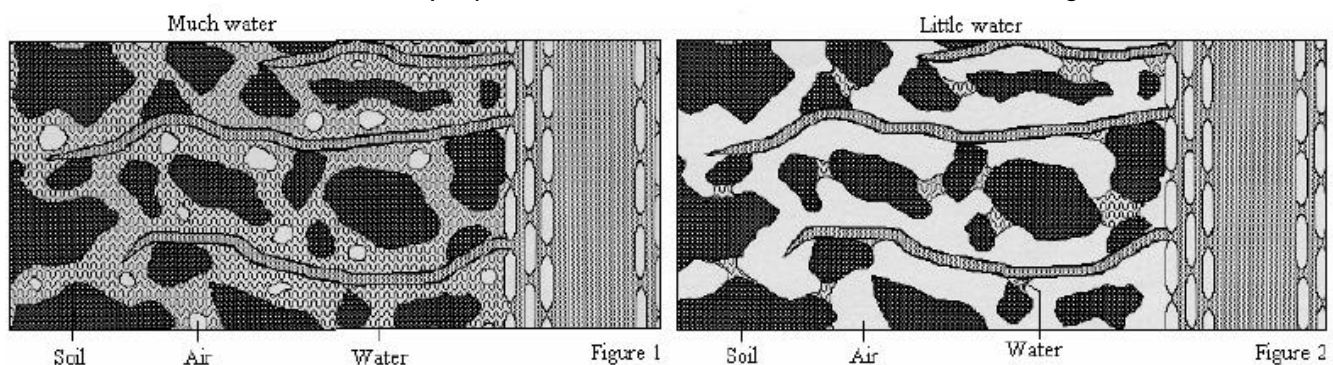 Much water
Little water
Soil
Air
Water
Figure 1
Soil
Air
Water
Figure 2